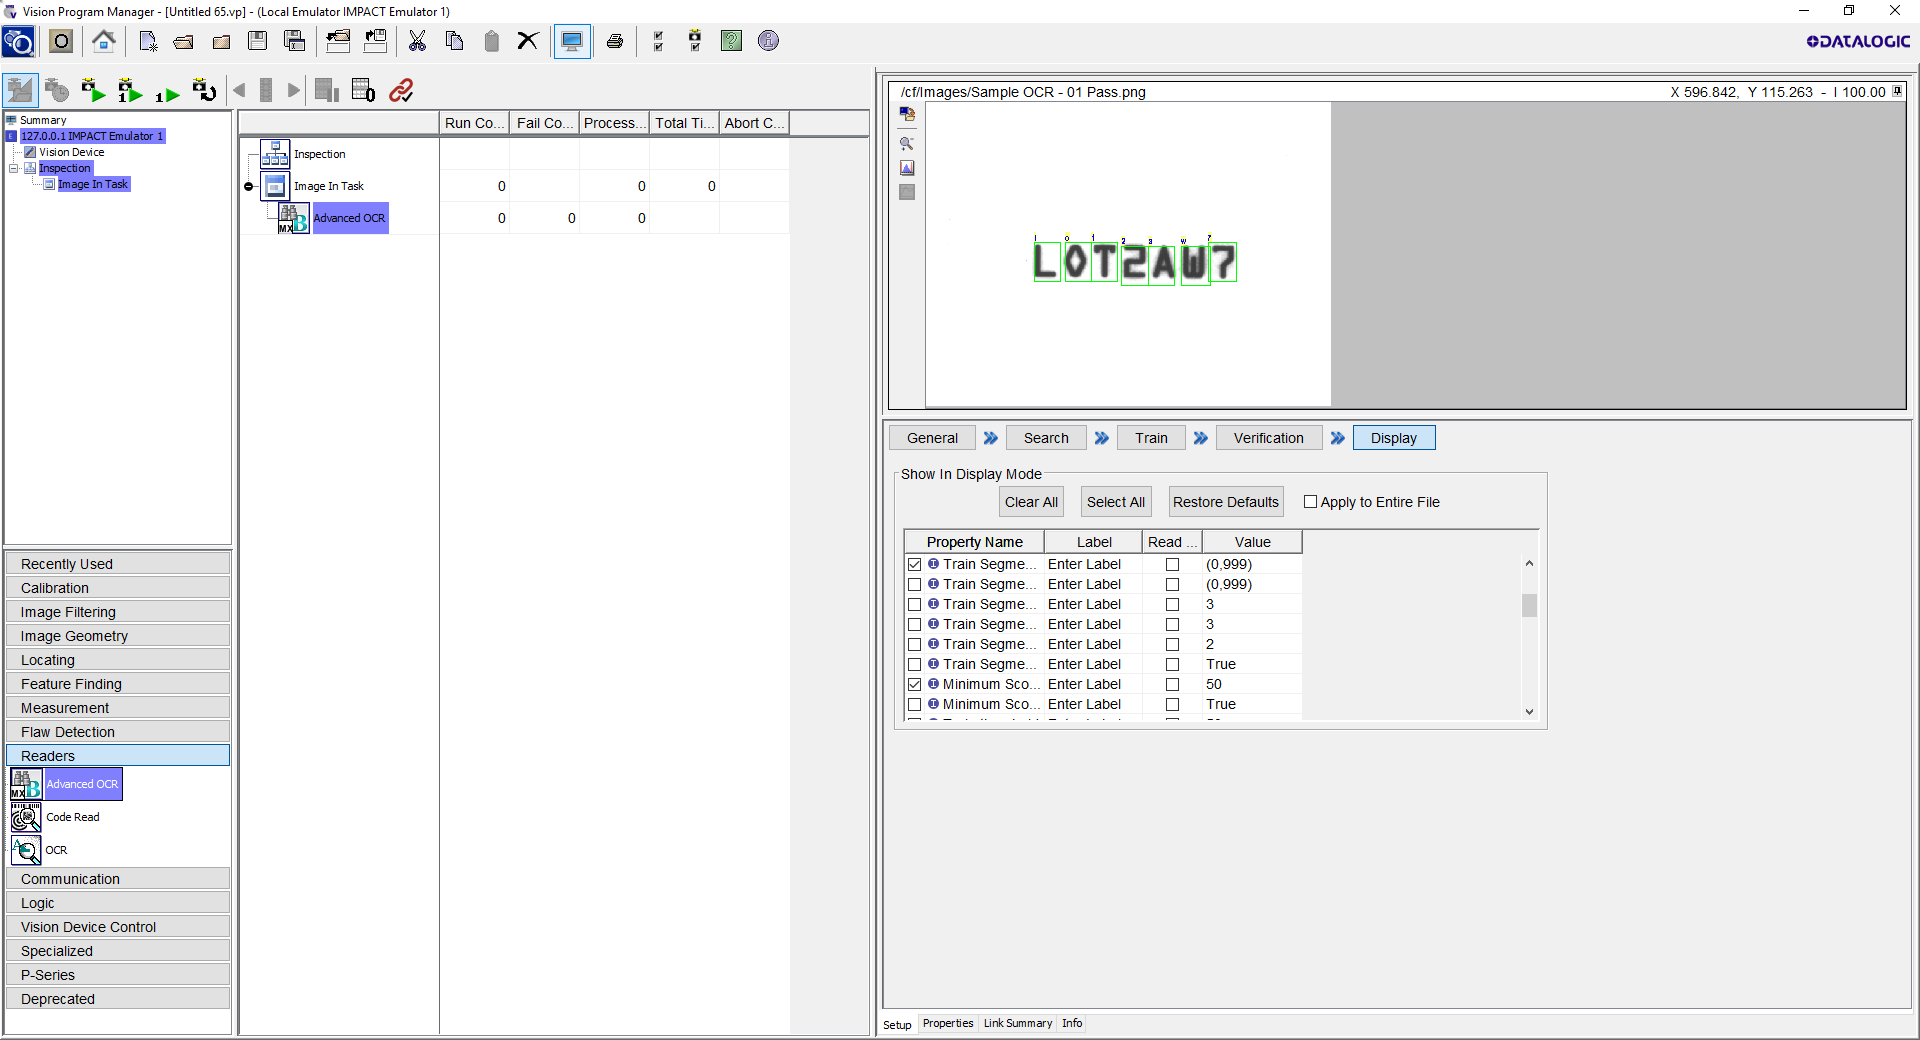 Vision Program Manager - [Untitled 65.vp] - (Local Emulator IMPACT Emulator 1)
DATALOGIC
Summary
127.0.0.1 IMPACT Emulator 1
Vision Device
Inspection
Image In Task
Recently Used
Calibration
Image Filtering
Image Geometry
Locating
Feature Finding
Measurement
Flaw Detection
Readers
Advanced OCR
Code Read
OCR
Communication
Logic
Vision Device Control
Specialized
P-Series
Deprecated
Run Co... Fail Co... Process... Total Ti... Abort C...
Inspection
Image In Task 0 0 0
Advanced OCR 0 0 0
/cf/Images/Sample OCR - 01 Pass.png X 596.842, Y 115.263 - I 100.00
LOT2AW7
General Search Train Verification Display
Show In Display Mode
Clear All Select All Restore Defaults Apply to Entire File
Property Name Label Read ... Value
Train Segme... Enter Label (0,999)
Train Segme... Enter Label (0,999)
Train Segme... Enter Label 3
Train Segme... Enter Label 3
Train Segme... Enter Label 2
Train Segme... Enter Label True
Minimum Sco... Enter Label 50
Minimum Sco... Enter Label True
Setup Properties Link Summary Info